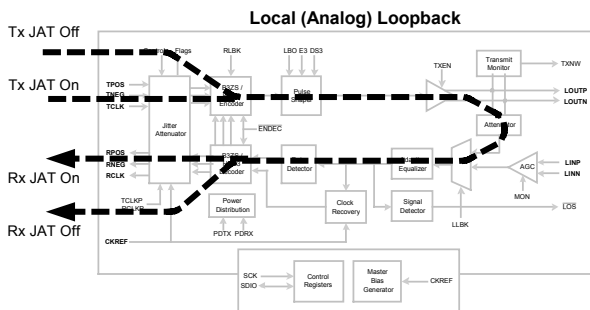 Local (Analog) Loopback
Tx JAT Off
Flags
RLBK
LBO E3 DS3
TXEN
Transmit
Monitor
TXNW
Tx JAT On
TPOS
TNEG
TCLK
B3ZS /
Encoder
Pulse
LOUTP
LOUTN
Jitter
Attenuator
ENDEC
Attenuator
RPOS
RNEG
RCLK
B3ZS /
Decoder
Detector
Equalizer
AGC
LINP
LINN
Rx JAT On
TCLKP
Power
Distribution
Clock
Recovery
Signal
Detector
MON
LOS
Rx JAT Off
PDTX PDRX
LLBK
CKREF
SCK
SDIO
Control
Registers
Master
Bias
Generator
CKREF